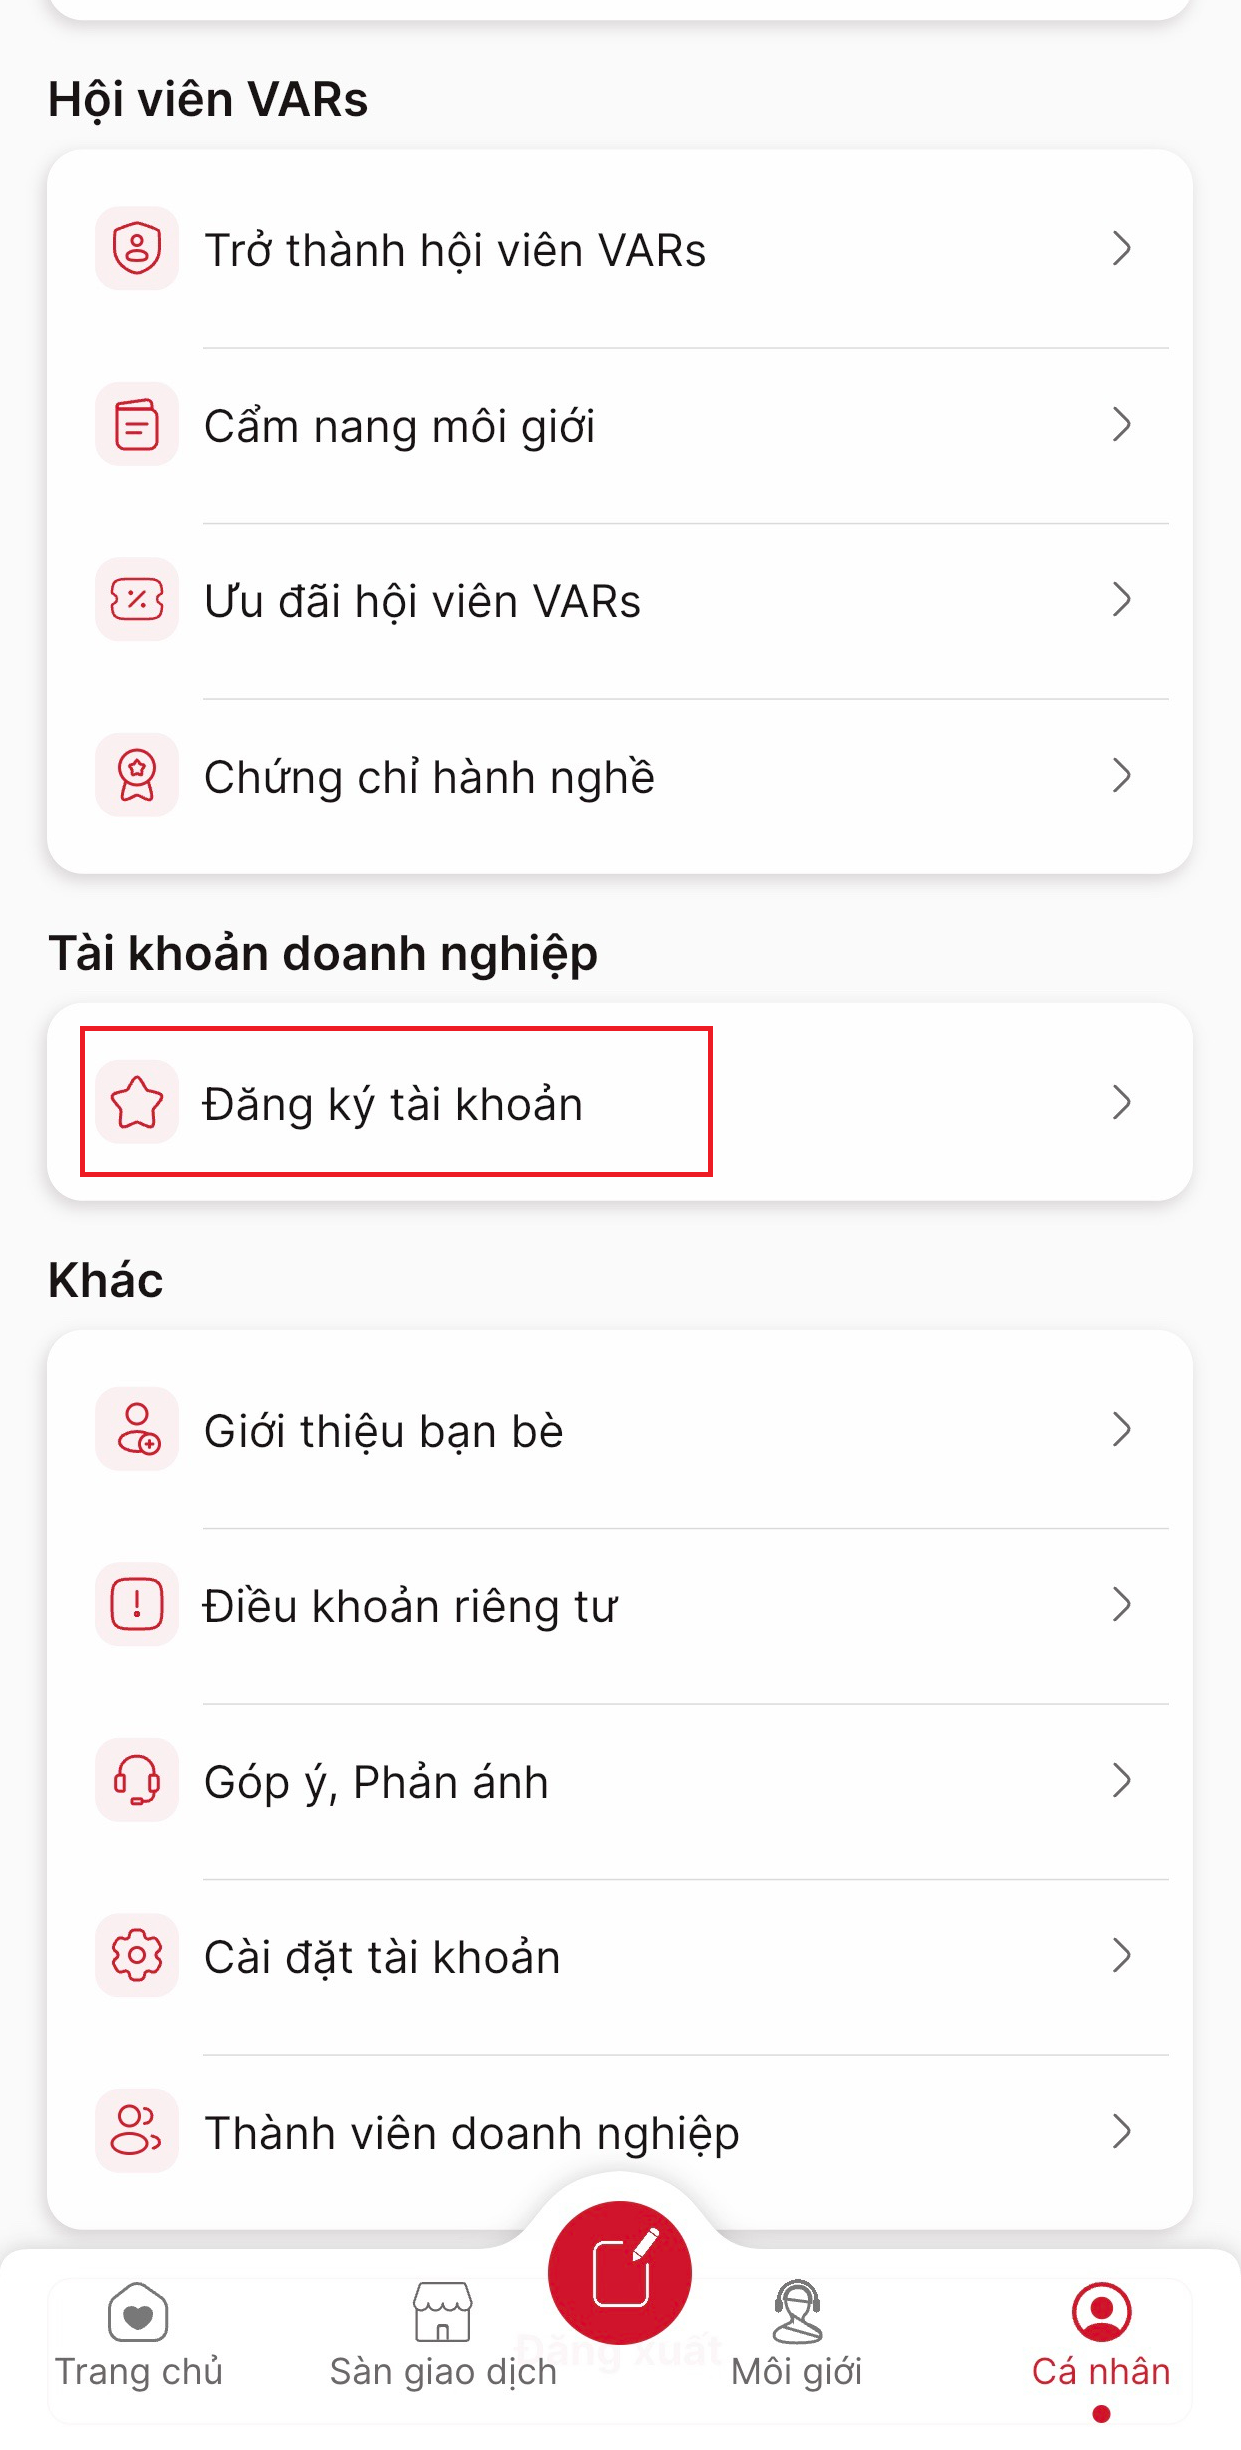 Hội viên VARs
Trở thành hội viên VARs
Cẩm nang môi giới
Ưu đãi hội viên VARs
Chứng chỉ hành nghề
Tài khoản doanh nghiệp
Đăng ký tài khoản
Khác
Giới thiệu bạn bè
Điều khoản riêng tư
Góp ý, Phản ánh
Cài đặt tài khoản
Thành viên doanh nghiệp
Đăng xuất
Trang chủ
Sàn giao dịch
Môi giới
Cá nhân